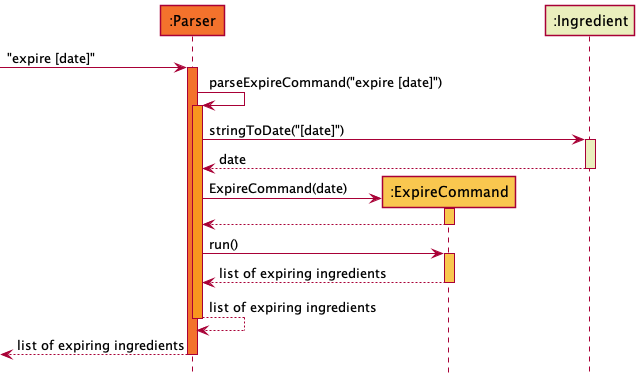 :Parser
:Ingredient
"expire [date]"
parseExpireCommand("expire [date]")
stringToDate("[date]")
date
ExpireCommand(date)
:ExpireCommand
run()
list of expiring ingredients
list of expiring ingredients
list of expiring ingredients